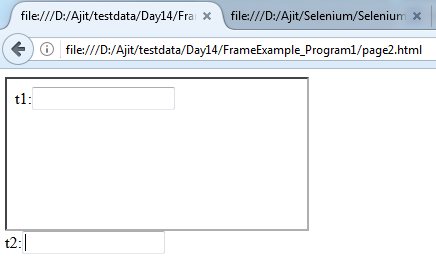 file:///D:/Ajit/testdata/Day14/Fra
file:///D:/Ajit/Selenium/Selenium
file:///D:/Ajit/testdata/Day14/FrameExample_Program1/page2.html
t1:
t2: